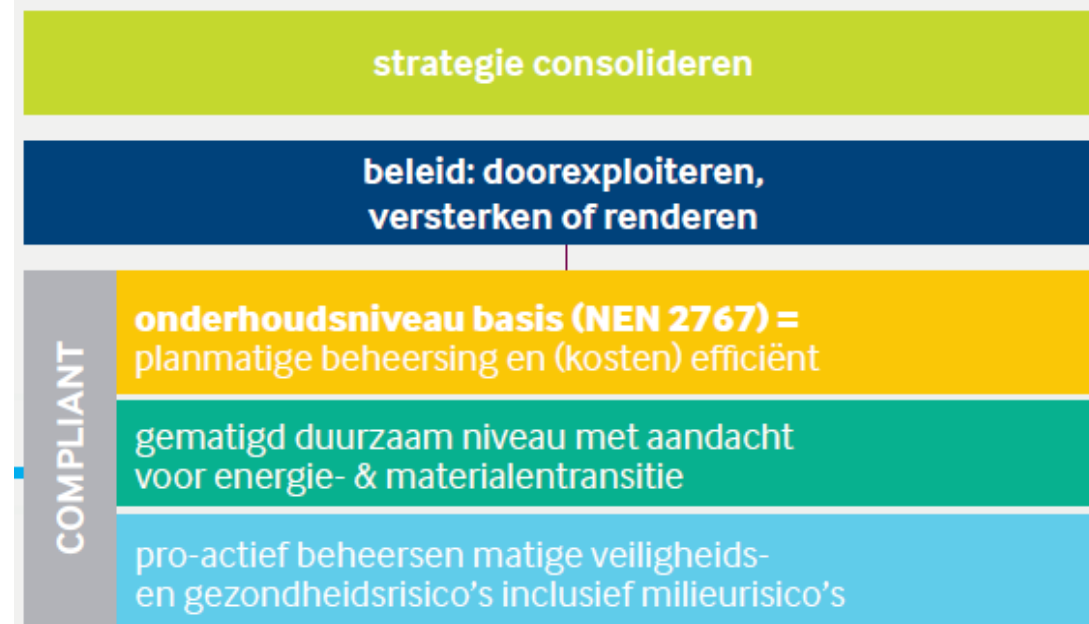 strategie consolideren
beleid: doorexploiteren,
versterken of renderen
COMPLIANT
onderhoudsniveau basis (NEN 2767) =
planmatige beheersing en (kosten) efficiënt
gematigd duurzaam niveau met aandacht
voor energie- & materialentransitie
pro-actief beheersen matige veiligheids-
en gezondheidsrisico's inclusief milieurisico's